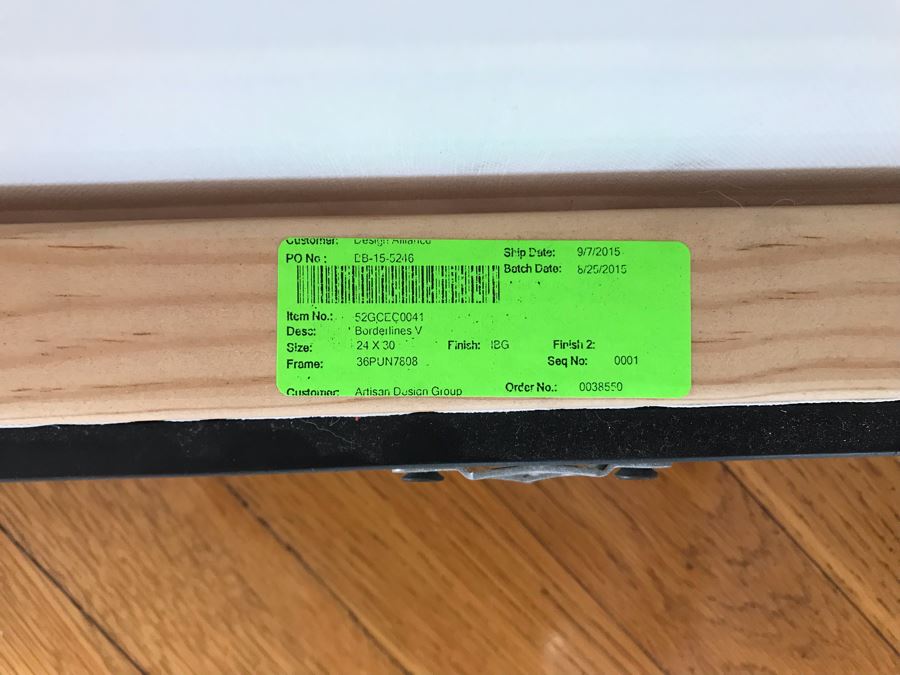 Customer: Design Alliance
PO No : DB-15-5246
Ship Date: 9/7/2015
Batch Date: 8/25/2015
Item No.: 52GCEC0041
Desc: Borderlines V
Size: 24 X 30 Finish: IBG Finish 2:
Frame: 36PUN7808 Seq No: 0001
Customer: Artisan Design Group Order No.: 0038550